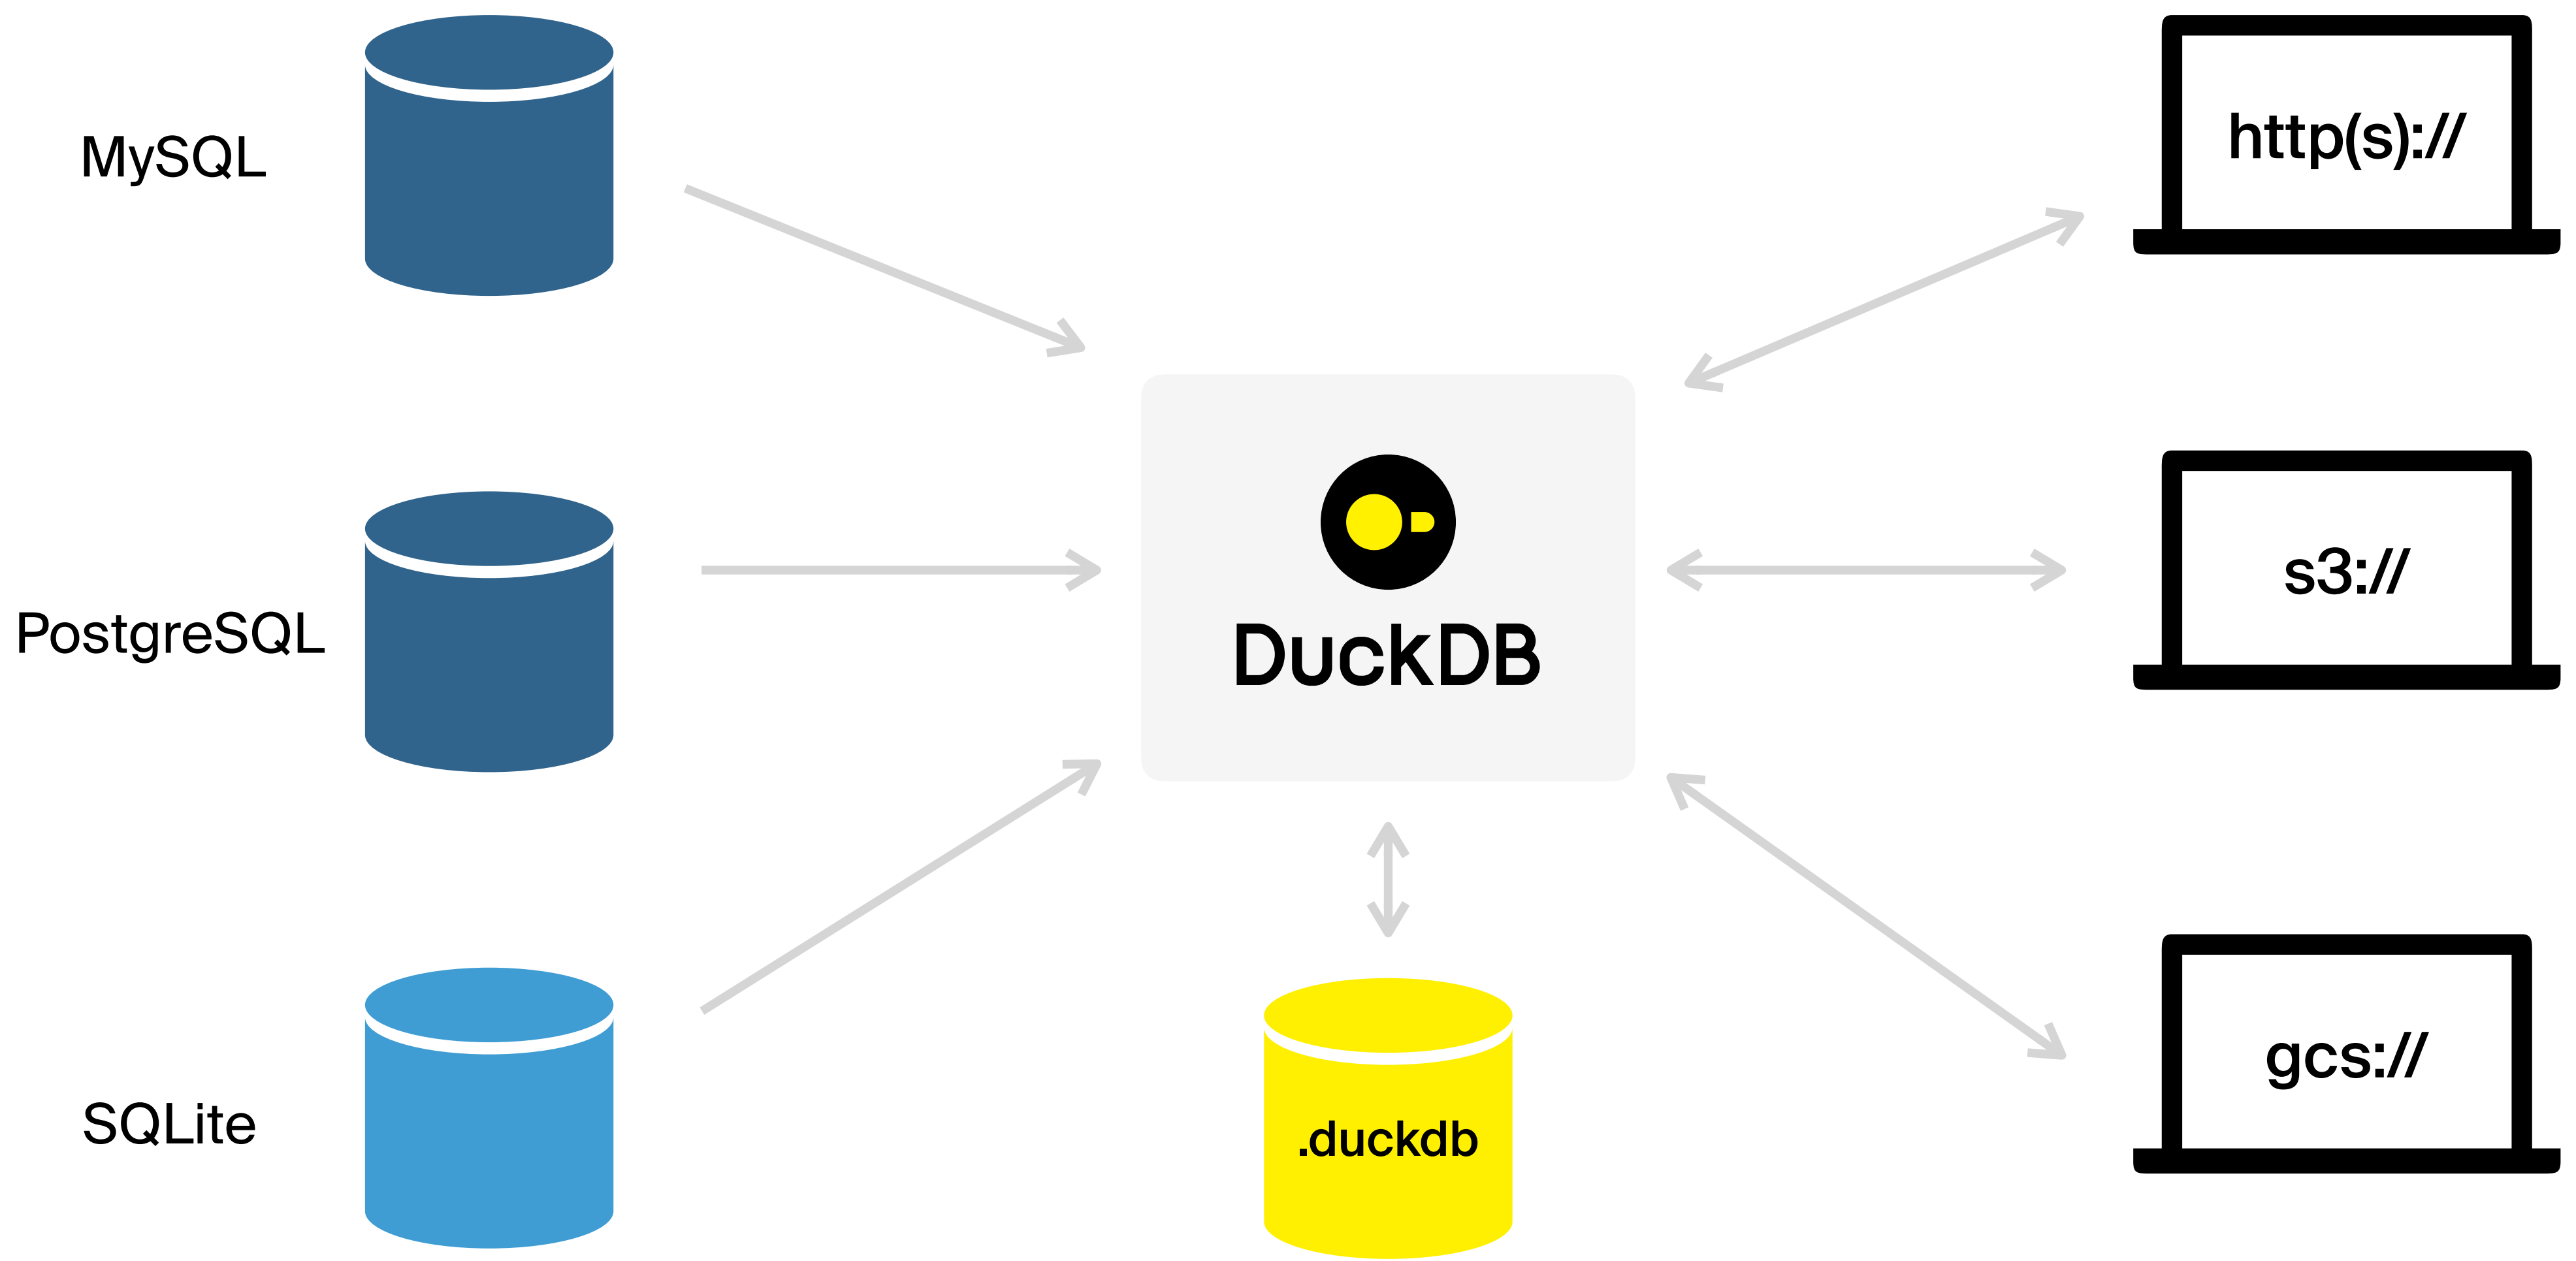 MySQL
http(s)://
PostgreSQL
DuckDB
s3://
SQLite
.duckdb
gcs://